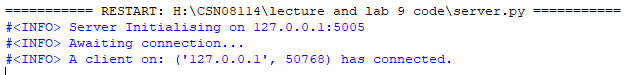 =========== RESTART: H:\CSN08114\lecture and lab 9 code\server.py ===========
#<INFO> Server Initialising on 127.0.0.1:5005
#<INFO> Awaiting connection...
#<INFO> A client on: ('127.0.0.1', 50768) has connected.